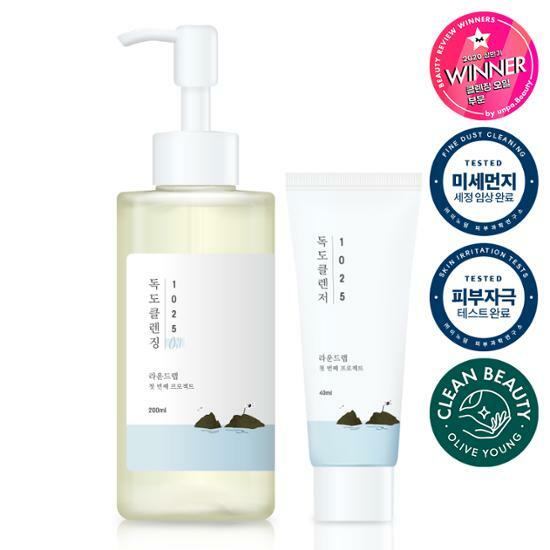 1025
독도클렌징
라운드랩
첫 번째 프로젝트
200ml
1025
독도클렌저
라운드랩
첫 번째 프로젝트
40ml
BEAUTY REVIEW WINNERS
2020 상반기
WINNER
클렌징 오일
부문
by unpa.Beauty
FINE DUST CLEANING
TESTED
미세먼지
세정 임상 완료
SKIN IRRITATION TESTS
TESTED
피부자극
테스트 완료
CLEAN BEAUTY
OLIVE YOUNG